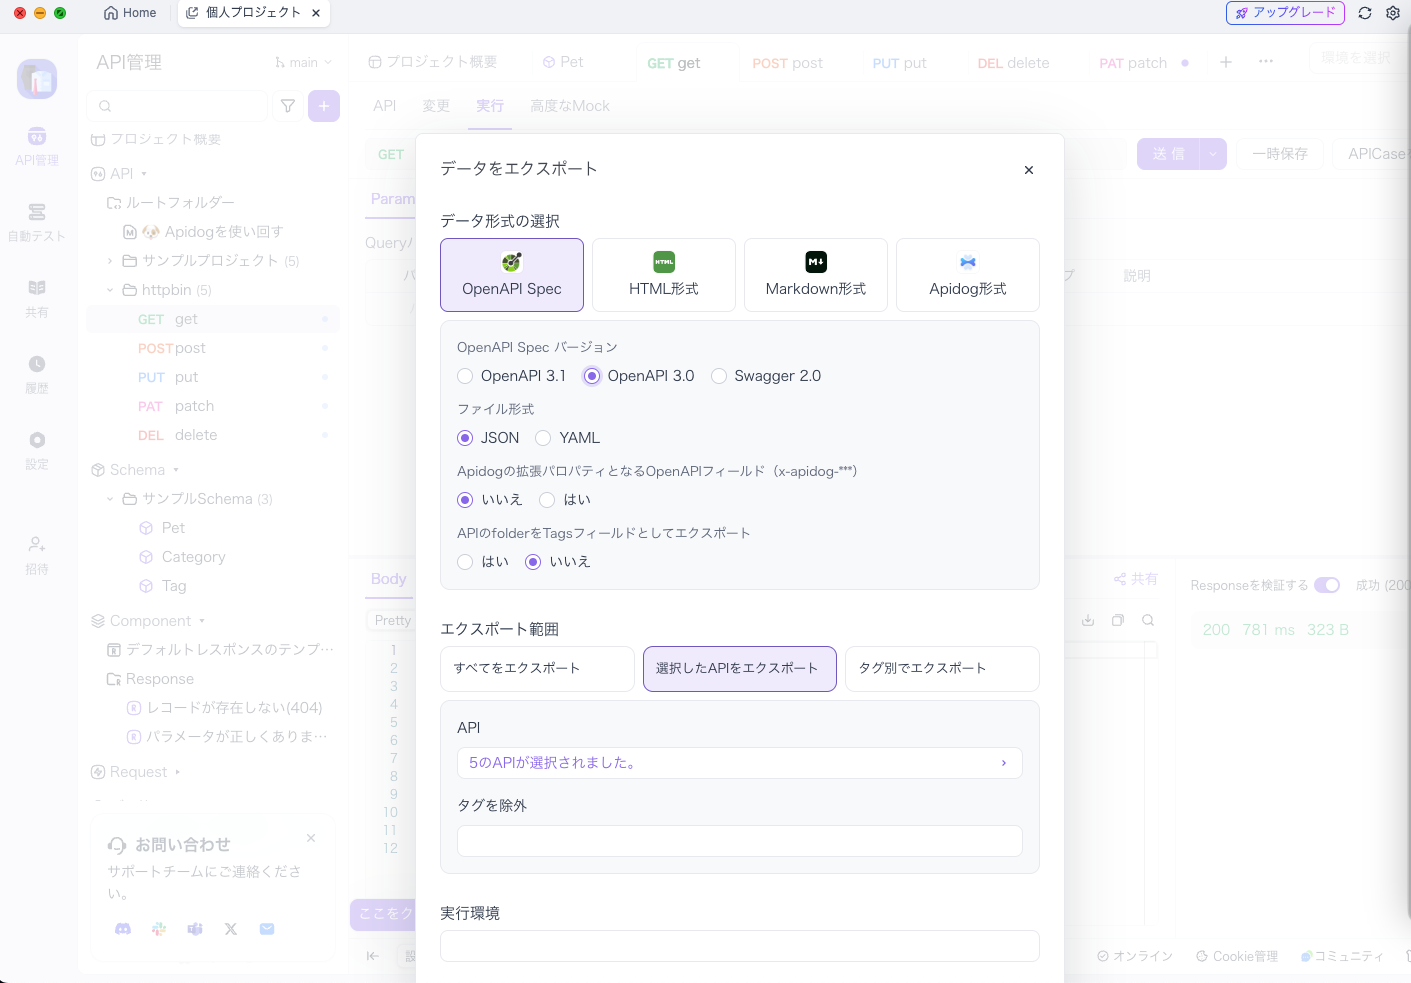 Home
個人プロジェクト
アップグレード
API管理
main
プロジェクト概要
Pet
GET get
POST post
PUT put
DEL delete
PAT patch
環境を選択
API
変更
実行
高度なMock
GET
送 信
一時保存
APICase
Param
Query
説明
API管理
自動テスト
共有
履歴
設定
招待
プロジェクト概要
API
ルートフォルダー
Apidogを使い回す
サンプルプロジェクト (5)
httpbin (5)
GET get
POST post
PUT put
PAT patch
DEL delete
Schema
サンプルSchema (3)
Pet
Category
Tag
Component
デフォルトレスポンスのテンプ…
Response
レコードが存在しない(404)
パラメータが正しくありま…
Request
お問い合わせ
サポートチームにご連絡くださ
い。
データをエクスポート
データ形式の選択
OpenAPI Spec
HTML
HTML形式
M↓
Markdown形式
Apidog形式
OpenAPI Spec バージョン
OpenAPI 3.1
OpenAPI 3.0
Swagger 2.0
ファイル形式
JSON
YAML
Apidogの拡張パロパティとなるOpenAPIフィールド（x-apidog-***）
いいえ
はい
APIのfolderをTagsフィールドとしてエクスポート
はい
いいえ
エクスポート範囲
すべてをエクスポート
選択したAPIをエクスポート
タグ別でエクスポート
API
5のAPIが選択されました。
タグを除外
実行環境
Body
Pretty
1
2
3
4
5
6
7
8
9
10
11
12
ここをク
共有
Responseを検証する
成功 (200
200 781 ms 323 B
オンライン
Cookie管理
コミュニティ